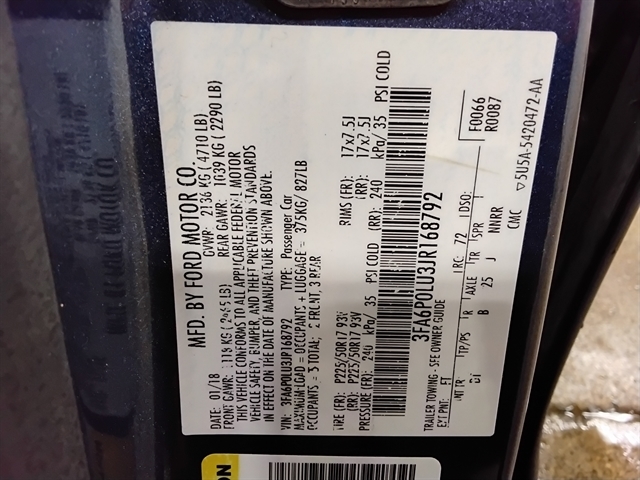 MFD. BY FORD MOTOR CO.
DATE: 01/18 GVWR: 2136 KG (4710 LB)
FRONT GAWR: 1118 KG (2465 LB) REAR GAWR: 1039 KG (2290 LB)
THIS VEHICLE CONFORMS TO ALL APPLICABLE FEDERAL MOTOR
VEHICLE SAFETY, BUMPER, AND THEFT PREVENTION STANDARDS
IN EFFECT ON THE DATE OF MANUFACTURE SHOWN ABOVE.
VIN: 3FA6P0LU3JR168792 TYPE: Passenger Car
MAXIMUM LOAD = OCCUPANTS + LUGGAGE = 375KG/ 827LB
OCCUPANTS = 5 TOTAL; 2 FRONT, 3 REAR
TIRE (FR): P225/50R17 93V RIMS (FR): 17x7.5J
TIRE (RR): P225/50R17 93V (RR): 17x7.5J
PRESSURE (FR): 240 kPa/ 35 PSI COLD (RR): 240 kPa/ 35 PSI COLD
3FA6P0LU3JR168792
TRAILER TOWING - SEE OWNER GUIDE F0066
EXT PNT: FT RC: 72 DSO: R0087
INT TR TP/PS R AXLE TR SPR
DI B 25 J NNRR
CMC ▽5U5A-5420472-AA
ON